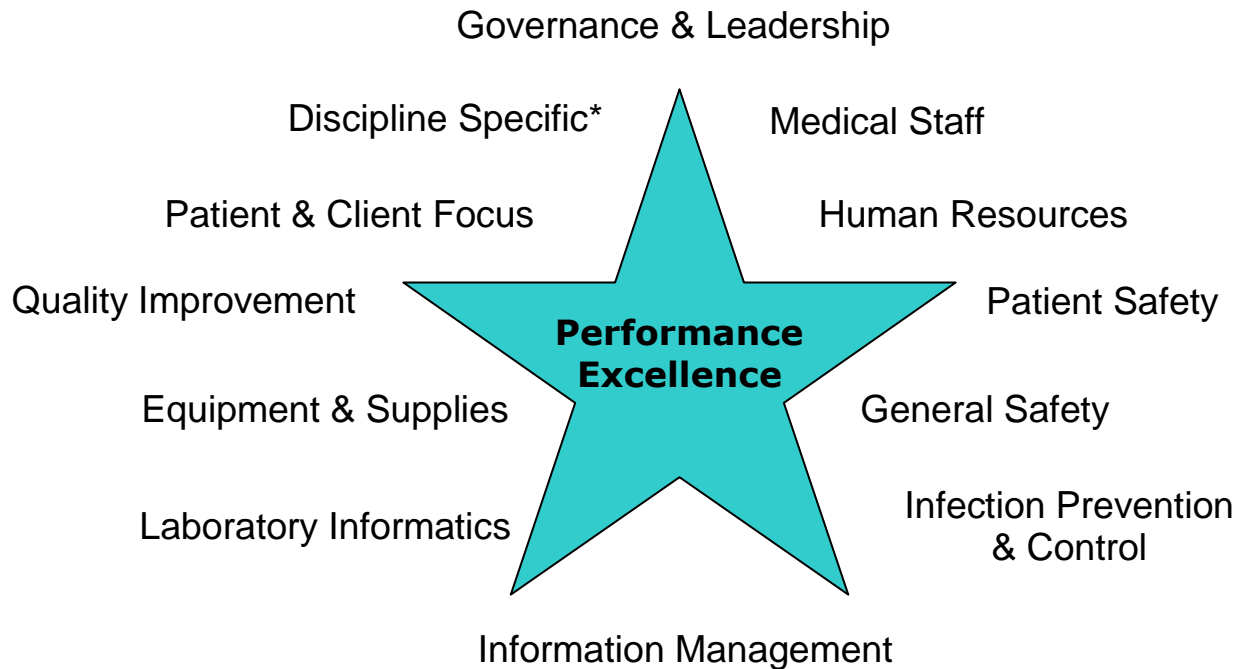 Governance & Leadership
Discipline Specific*
Medical Staff
Patient & Client Focus
Human Resources
Quality Improvement
Patient Safety
Performance
Excellence
Equipment & Supplies
General Safety
Laboratory Informatics
Infection Prevention
& Control
Information Management